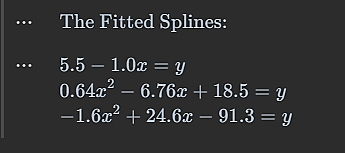 ... The Fitted Splines:
... 5.5 − 1.0x = y
0.64x² − 6.76x + 18.5 = y
−1.6x² + 24.6x − 91.3 = y